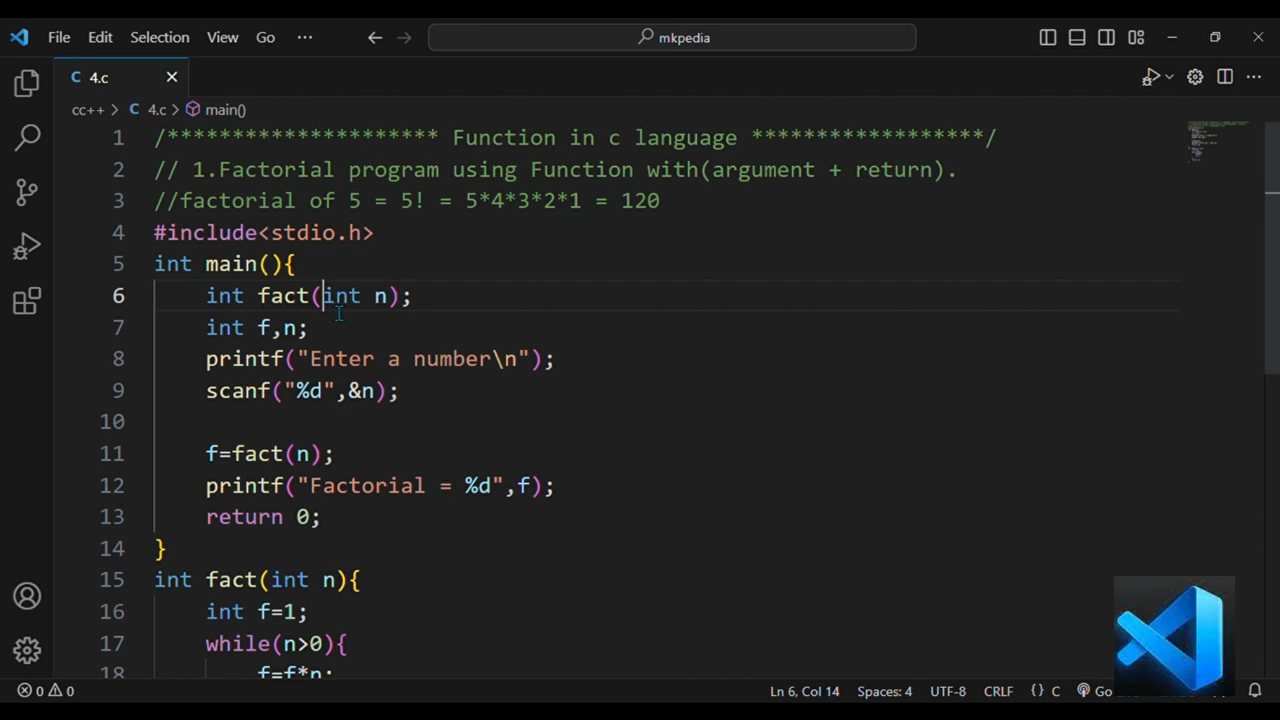 File Edit Selection View Go ··· mkpedia
C 4.c
cc++ > C 4.c > main()
1 /********************* Function in c language ******************/
2 // 1.Factorial program using Function with(argument + return).
3 //factorial of 5 = 5! = 5*4*3*2*1 = 120
4 #include<stdio.h>
5 int main(){
6     int fact(int n);
7     int f,n;
8     printf("Enter a number\n");
9     scanf("%d",&n);
10
11     f=fact(n);
12     printf("Factorial = %d",f);
13     return 0;
14 }
15 int fact(int n){
16     int f=1;
17     while(n>0){
18         f=f*n;
0 0 Ln 6, Col 14 Spaces: 4 UTF-8 CRLF {} C Go